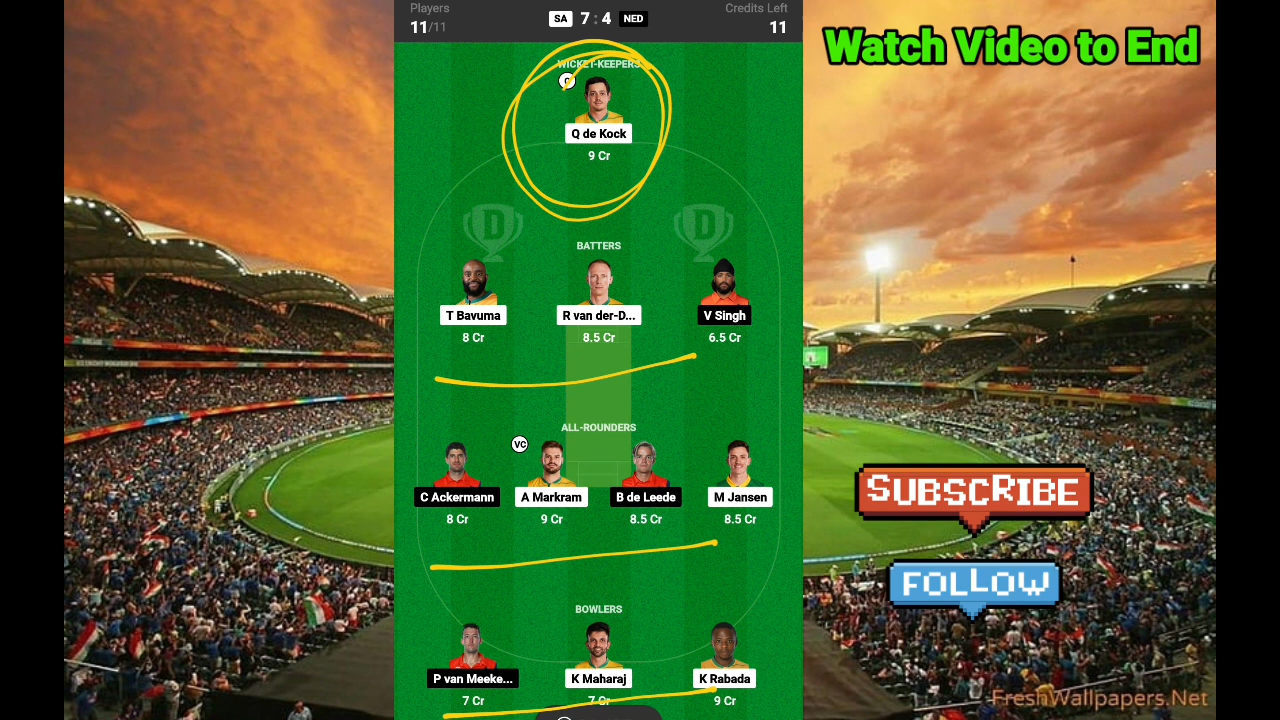 Players
Credits Left
11/11
SA 7 : 4 NED
11
Watch Video to End
WICKET-KEEPERS
C
Q de Kock
9 Cr
D D
BATTERS
T Bavuma R van der-D... V Singh
8 Cr 8.5 Cr 6.5 Cr
ALL-ROUNDERS
VC
C Ackermann A Markram B de Leede M Jansen
8 Cr 9 Cr 8.5 Cr 8.5 Cr
SUBSCRIBE
FOLLOW
BOWLERS
P van Meeke... K Maharaj K Rabada
7 Cr 7 Cr 9 Cr
FreshWallpapers.Net